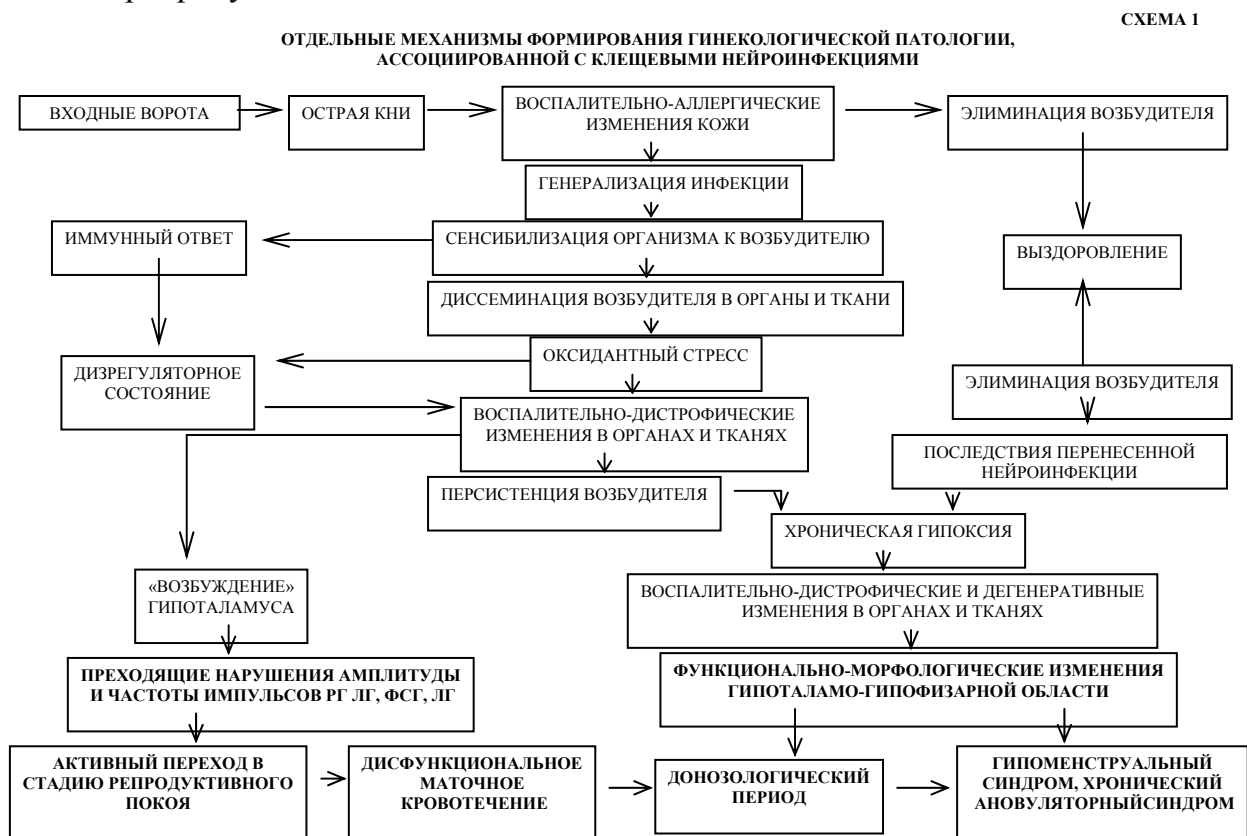 СХЕМА 1
ОТДЕЛЬНЫЕ МЕХАНИЗМЫ ФОРМИРОВАНИЯ ГИНЕКОЛОГИЧЕСКОЙ ПАТОЛОГИИ,
АССОЦИИРОВАННОЙ С КЛЕЩЕВЫМИ НЕЙРОИНФЕКЦИЯМИ
ВХОДНЫЕ ВОРОТА
ОСТРАЯ КНИ
ВОСПАЛИТЕЛЬНО-АЛЛЕРГИЧЕСКИЕ
ИЗМЕНЕНИЯ КОЖИ
ЭЛИМИНАЦИЯ ВОЗБУДИТЕЛЯ
ГЕНЕРАЛИЗАЦИЯ ИНФЕКЦИИ
ИММУННЫЙ ОТВЕТ
СЕНСИБИЛИЗАЦИЯ ОРГАНИЗМА К ВОЗБУДИТЕЛЮ
ВЫЗДОРОВЛЕНИЕ
ДИССЕМИНАЦИЯ ВОЗБУДИТЕЛЯ В ОРГАНЫ И ТКАНИ
ОКСИДАНТНЫЙ СТРЕСС
ДИЗРЕГУЛЯТОРНОЕ
СОСТОЯНИЕ
ЭЛИМИНАЦИЯ ВОЗБУДИТЕЛЯ
ВОСПАЛИТЕЛЬНО-ДИСТРОФИЧЕСКИЕ
ИЗМЕНЕНИЯ В ОРГАНАХ И ТКАНЯХ
ПОСЛЕДСТВИЯ ПЕРЕНЕСЕННОЙ
НЕЙРОИНФЕКЦИИ
ПЕРСИСТЕНЦИЯ ВОЗБУДИТЕЛЯ
ХРОНИЧЕСКАЯ ГИПОКСИЯ
«ВОЗБУЖДЕНИЕ»
ГИПОТАЛАМУСА
ВОСПАЛИТЕЛЬНО-ДИСТРОФИЧЕСКИЕ И ДЕГЕНЕРАТИВНЫЕ
ИЗМЕНЕНИЯ В ОРГАНАХ И ТКАНЯХ
ПРЕХОДЯЩИЕ НАРУШЕНИЯ АМПЛИТУДЫ
И ЧАСТОТЫ ИМПУЛЬСОВ РГ ЛГ, ФСГ, ЛГ
ФУНКЦИОНАЛЬНО-МОРФОЛОГИЧЕСКИЕ ИЗМЕНЕНИЯ
ГИПОТАЛАМО-ГИПОФИЗАРНОЙ ОБЛАСТИ
АКТИВНЫЙ ПЕРЕХОД В
СТАДИЮ РЕПРОДУКТИВНОГО
ПОКОЯ
ДИСФУНКЦИОНАЛЬНОЕ
МАТОЧНОЕ
КРОВОТЕЧЕНИЕ
ДОНОЗОЛОГИЧЕСКИЙ
ПЕРИОД
ГИПОМЕНСТРУАЛЬНЫЙ
СИНДРОМ, ХРОНИЧЕСКИЙ
АНОВУЛЯТОРНЫЙСИНДРОМ